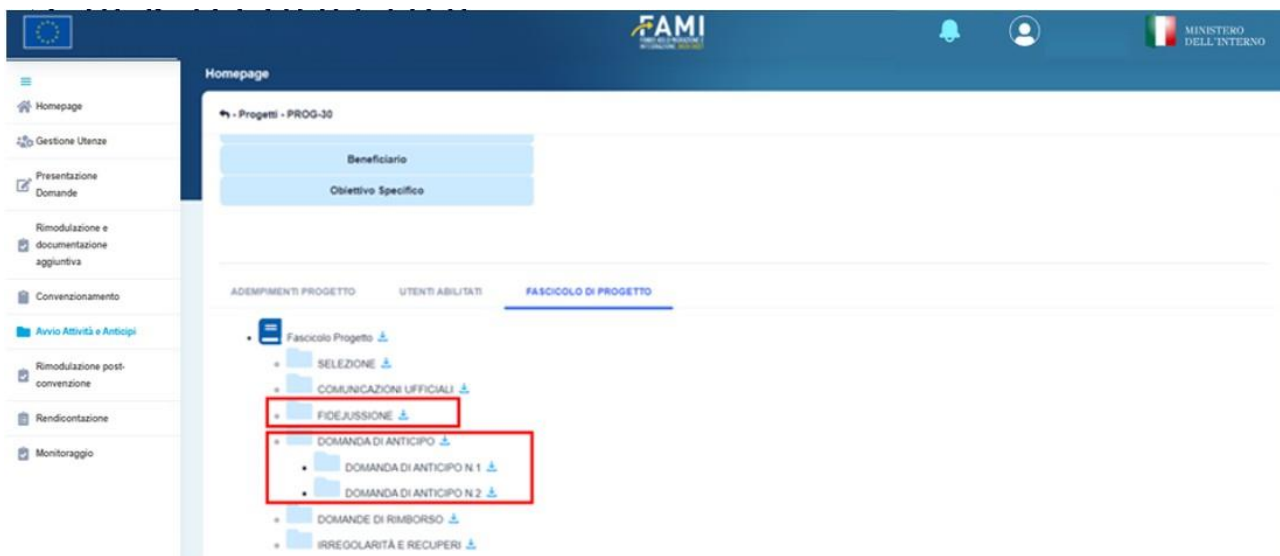 FAMI
MINISTERO
DELL'INTERNO
Homepage
Homepage
Gestione Utenze
Presentazione
Domande
Rimodulazione e
documentazione
aggiuntiva
Convenzionamento
Avvio Attività e Anticipi
Rimodulazione post-
convenzione
Rendicontazione
Monitoraggio
- Progetti - PROG-30
Beneficiario
Obiettivo Specifico
ADEMPIMENTI PROGETTO UTENTI ABILITATI FASCICOLO DI PROGETTO
Fascicolo Progetto
SELEZIONE
COMUNICAZIONI UFFICIALI
FIDEJUSSIONE
DOMANDA DI ANTICIPO
DOMANDA DI ANTICIPO N.1
DOMANDA DI ANTICIPO N.2
DOMANDE DI RIMBORSO
IRREGOLARITÀ E RECUPERI